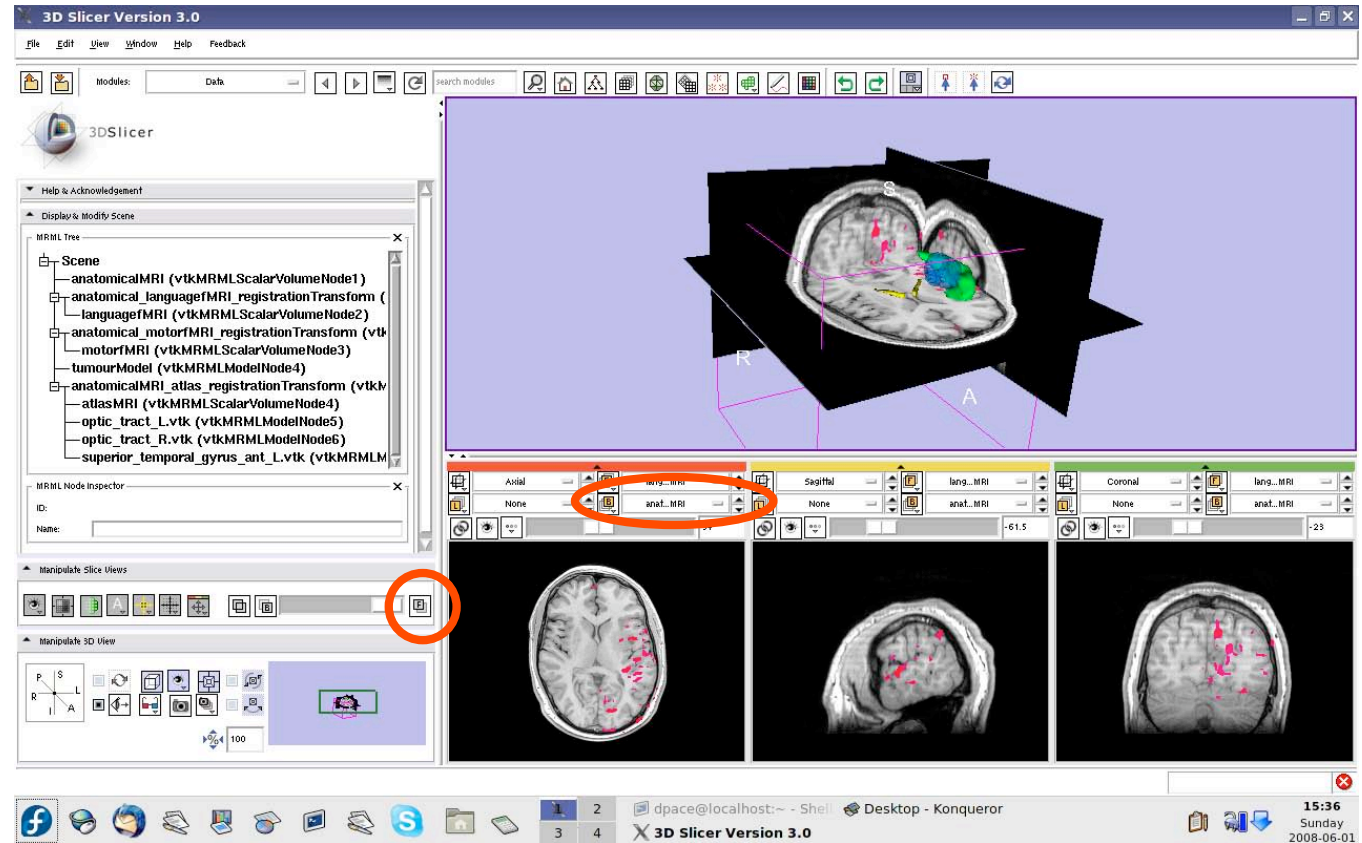 3D Slicer Version 3.0
File Edit View Window Help Feedback
Modules: Data search modules
3DSlicer
Help & Acknowledgement
Display & Modify Scene
MRML Tree
Scene
anatomicalMRI (vtkMRMLScalarVolumeNode1)
anatomical_languagefMRI_registrationTransform (
languagefMRI (vtkMRMLScalarVolumeNode2)
anatomical_motorfMRI_registrationTransform (vtk
motorfMRI (vtkMRMLScalarVolumeNode3)
tumourModel (vtkMRMLModelNode4)
anatomicalMRI_atlas_registrationTransform (vtkM
atlasMRI (vtkMRMLScalarVolumeNode4)
optic_tract_L.vtk (vtkMRMLModelNode5)
optic_tract_R.vtk (vtkMRMLModelNode6)
superior_temporal_gyrus_ant_L.vtk (vtkMRMLM
MRML Node Inspector
ID:
Name:
Manipulate Slice Views
A B F
Manipulate 3D View
P S
R L
I A
100
S
R
A
Axial F lang...MRI Sagittal F lang...MRI Coronal F lang...MRI
L None B anat...MRI L None B anat...MRI L None B anat...MRI
-61.5 -23
1 2 dpace@localhost:~ - Shell Desktop - Konqueror
3 4 3D Slicer Version 3.0
15:36
Sunday
2008-06-01